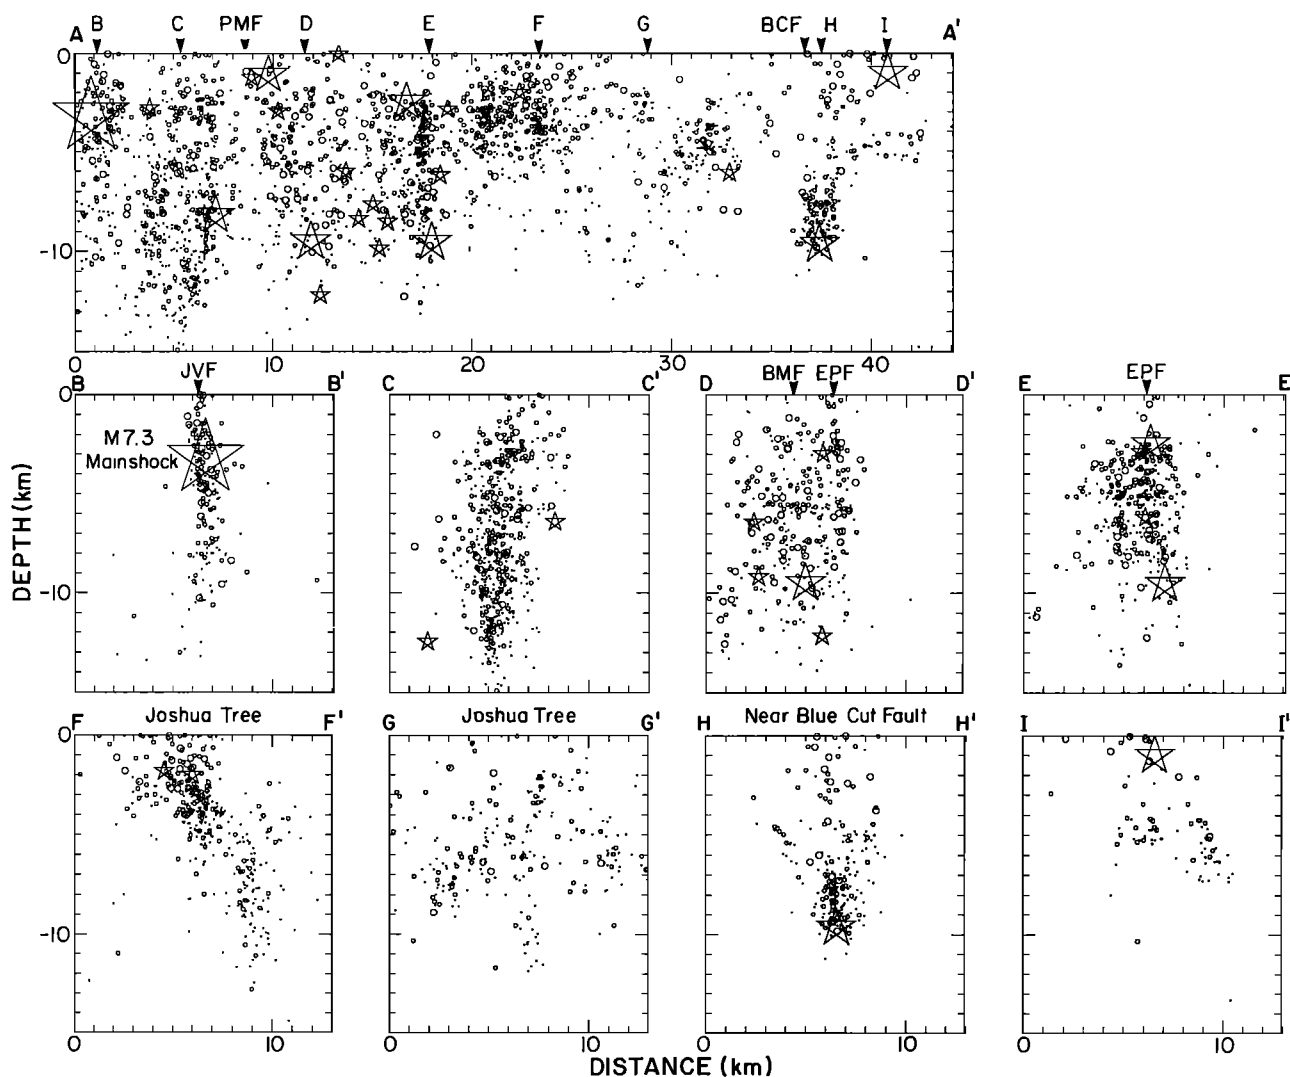 A B C PMF D E F G BCF H I A'
0
-10
0 10 20 30 40
B JVF B' C C' D BMF EPF D' E EPF E
0
M7.3
Mainshock
-10
DEPTH (km)
F Joshua Tree F' G Joshua Tree G' H Near Blue Cut Fault H' I I'
0
-10
0 10 0 10 0 10 0 10
DISTANCE (km)